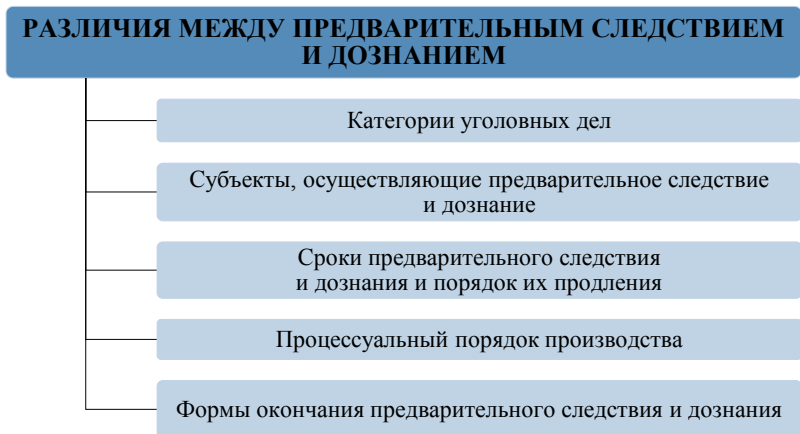 РАЗЛИЧИЯ МЕЖДУ ПРЕДВАРИТЕЛЬНЫМ СЛЕДСТВИЕМ
И ДОЗНАНИЕМ
Категории уголовных дел
Субъекты, осуществляющие предварительное следствие
и дознание
Сроки предварительного следствия
и дознания и порядок их продления
Процессуальный порядок производства
Формы окончания предварительного следствия и дознания